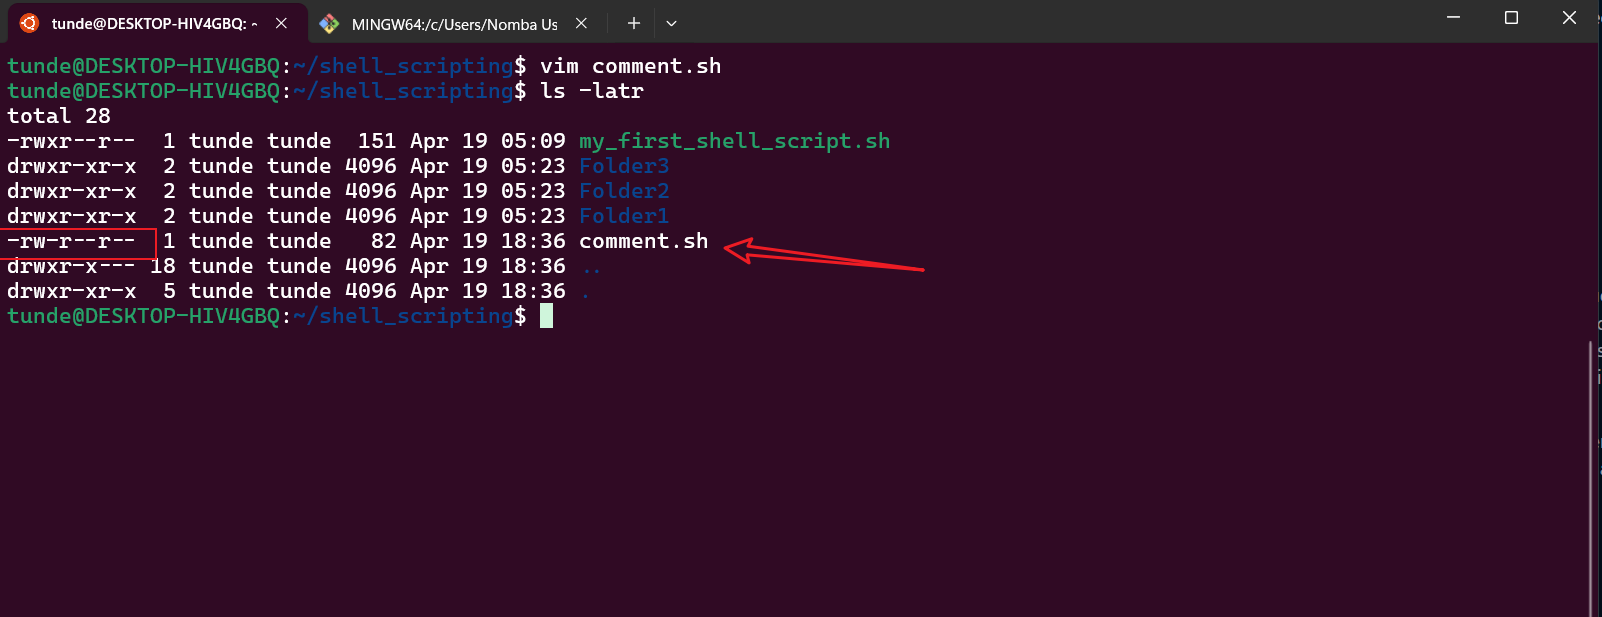 tunde@DESKTOP-HIV4GBQ: ~
MINGW64:/c/Users/Nomba Us
tunde@DESKTOP-HIV4GBQ:~/shell_scripting$ vim comment.sh
tunde@DESKTOP-HIV4GBQ:~/shell_scripting$ ls -latr
total 28
-rwxr--r--  1 tunde tunde  151 Apr 19 05:09 my_first_shell_script.sh
drwxr-xr-x  2 tunde tunde 4096 Apr 19 05:23 Folder3
drwxr-xr-x  2 tunde tunde 4096 Apr 19 05:23 Folder2
drwxr-xr-x  2 tunde tunde 4096 Apr 19 05:23 Folder1
-rw-r--r--  1 tunde tunde   82 Apr 19 18:36 comment.sh
drwxr-x--- 18 tunde tunde 4096 Apr 19 18:36 ..
drwxr-xr-x  5 tunde tunde 4096 Apr 19 18:36 .
tunde@DESKTOP-HIV4GBQ:~/shell_scripting$